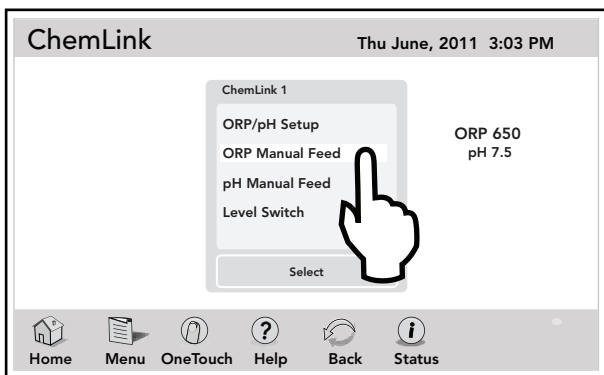 ChemLink
Thu June, 2011 3:03 PM
ChemLink 1
ORP/pH Setup
ORP Manual Feed
pH Manual Feed
Level Switch
Select
ORP 650
pH 7.5
?
i
Home Menu OneTouch Help Back Status